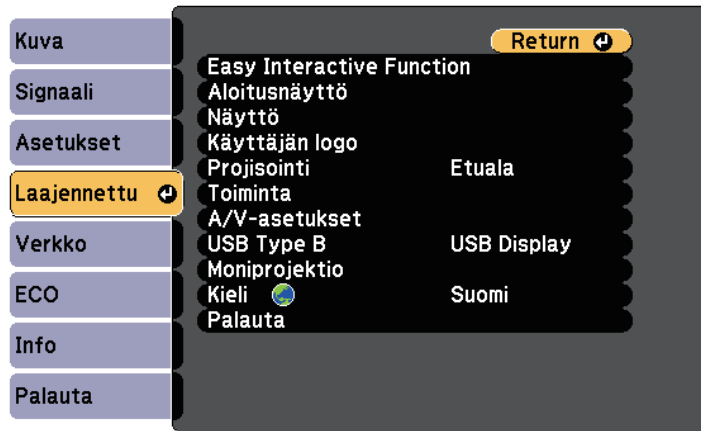 Kuva
Signaali
Asetukset
Laajennettu
Verkko
ECO
Info
Palauta
Return
Easy Interactive Function
Aloitusnäyttö
Näyttö
Käyttäjän logo
Projisointi Etuala
Toiminta
A/V-asetukset
USB Type B USB Display
Moniprojektio
Kieli Suomi
Palauta